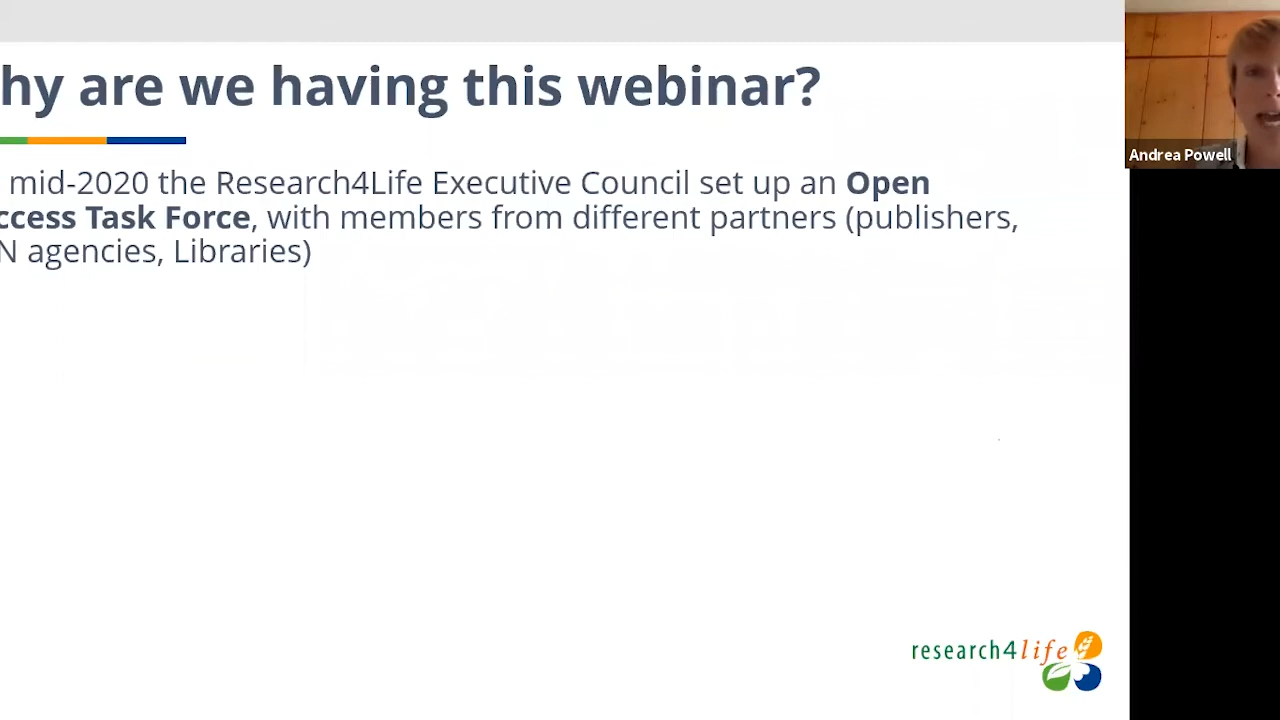 hy are we having this webinar?
mid-2020 the Research4Life Executive Council set up an Open
ccess Task Force, with members from different partners (publishers,
N agencies, Libraries)
Andrea Powell
research4life